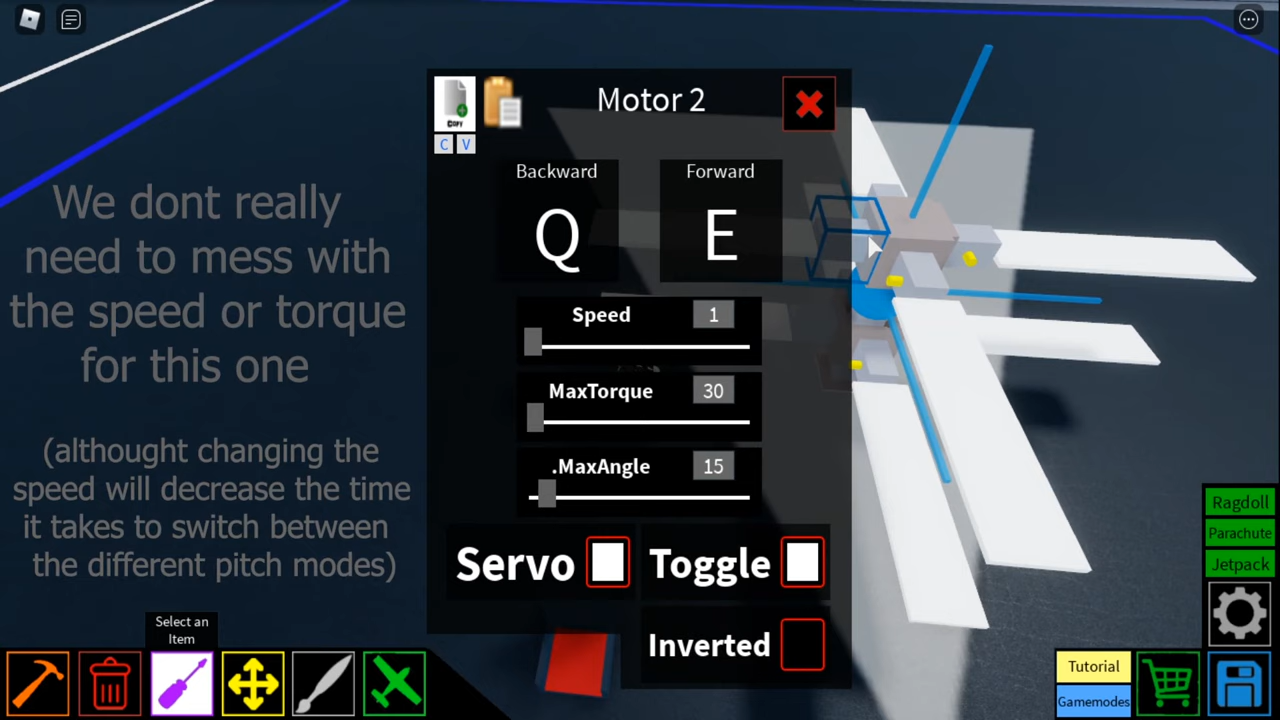 Motor 2
COPY
C V
Backward Forward
Q E
Speed 1
MaxTorque 30
.MaxAngle 15
Servo Toggle
Inverted
We dont really
need to mess with
the speed or torque
for this one
(althought changing the
speed will decrease the time
it takes to switch between
the different pitch modes)
Select an
Item
Ragdoll
Parachute
Jetpack
Tutorial
Gamemodes